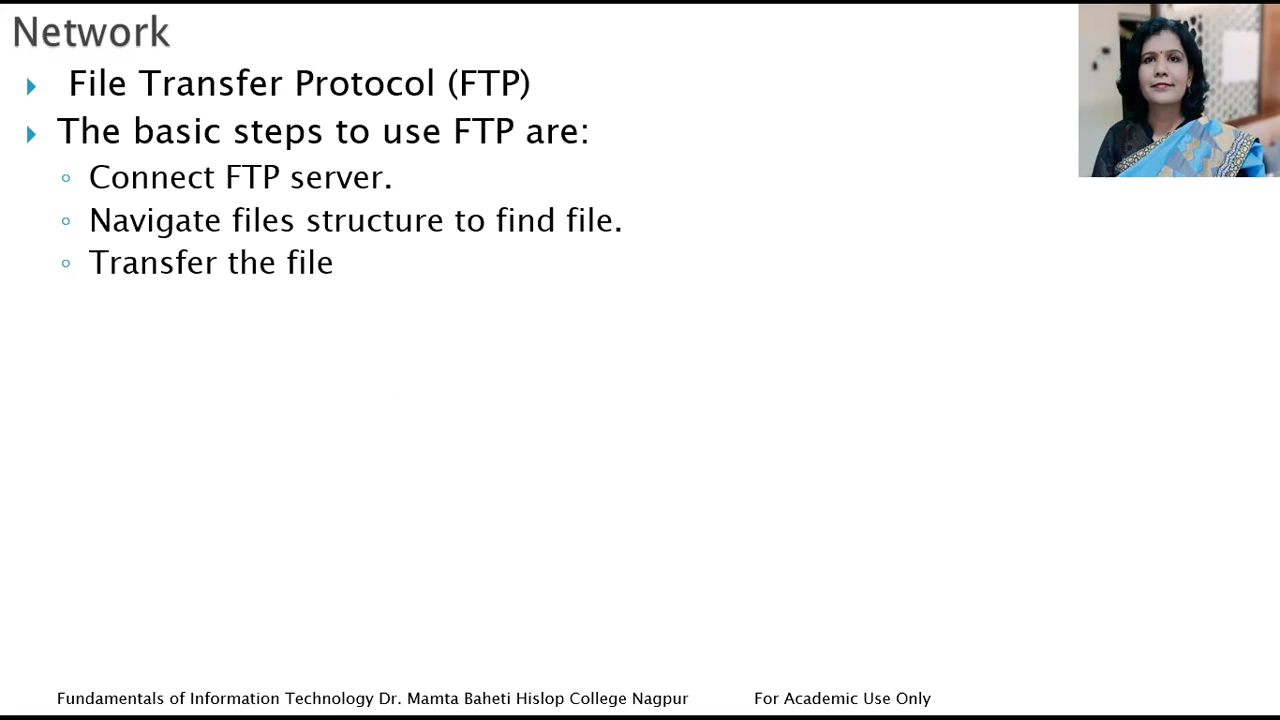 Network
File Transfer Protocol (FTP)
The basic steps to use FTP are:
Connect FTP server.
Navigate files structure to find file.
Transfer the file
Fundamentals of Information Technology Dr. Mamta Baheti Hislop College Nagpur For Academic Use Only